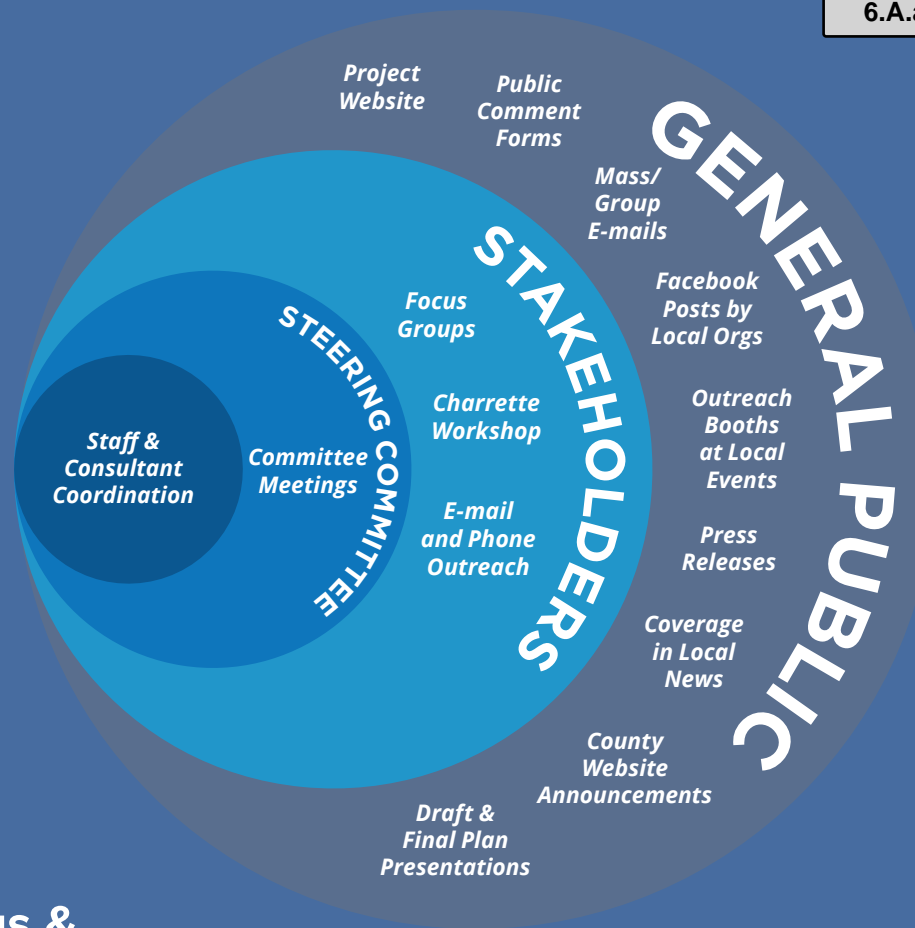 6.A.a
Project
Website
Public
Comment
Forms
Mass/
Group
E-mails
GENERAL PUBLIC
Facebook
Posts by
Local Orgs
Outreach
Booths
at Local
Events
Press
Releases
Coverage
in Local
News
County
Website
Announcements
Draft &
Final Plan
Presentations
STAKEHOLDERS
Focus
Groups
Charrette
Workshop
E-mail
and Phone
Outreach
STEERING COMMITTEE
Committee
Meetings
Staff &
Consultant
Coordination
&